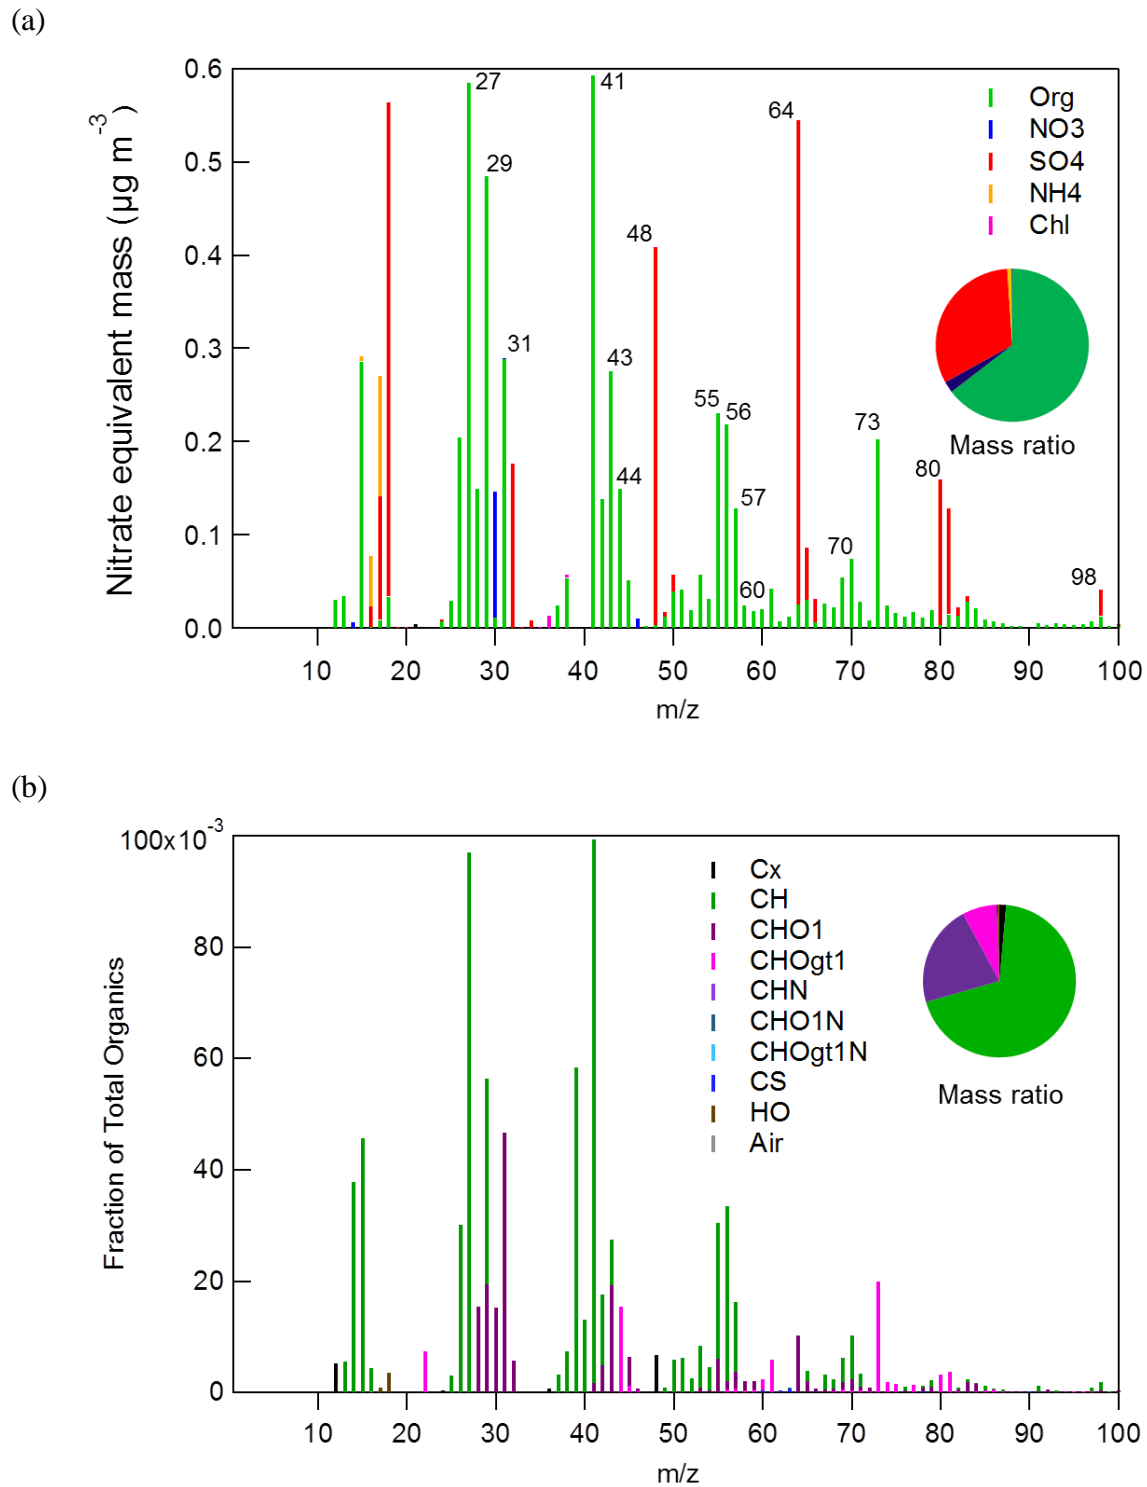 (a)
Nitrate equivalent mass (µg m-3)
0.6
0.5
0.4
0.3
0.2
0.1
0.0
27
29
31
41
43
44
48
55
56
57
60
64
70
73
80
98
Org
NO3
SO4
NH4
Chl
Mass ratio
10 20 30 40 50 60 70 80 90 100
m/z
(b)
Fraction of Total Organics
100x10-3
80
60
40
20
0
Cx
CH
CHO1
CHOgt1
CHN
CHO1N
CHOgt1N
CS
HO
Air
Mass ratio
10 20 30 40 50 60 70 80 90 100
m/z